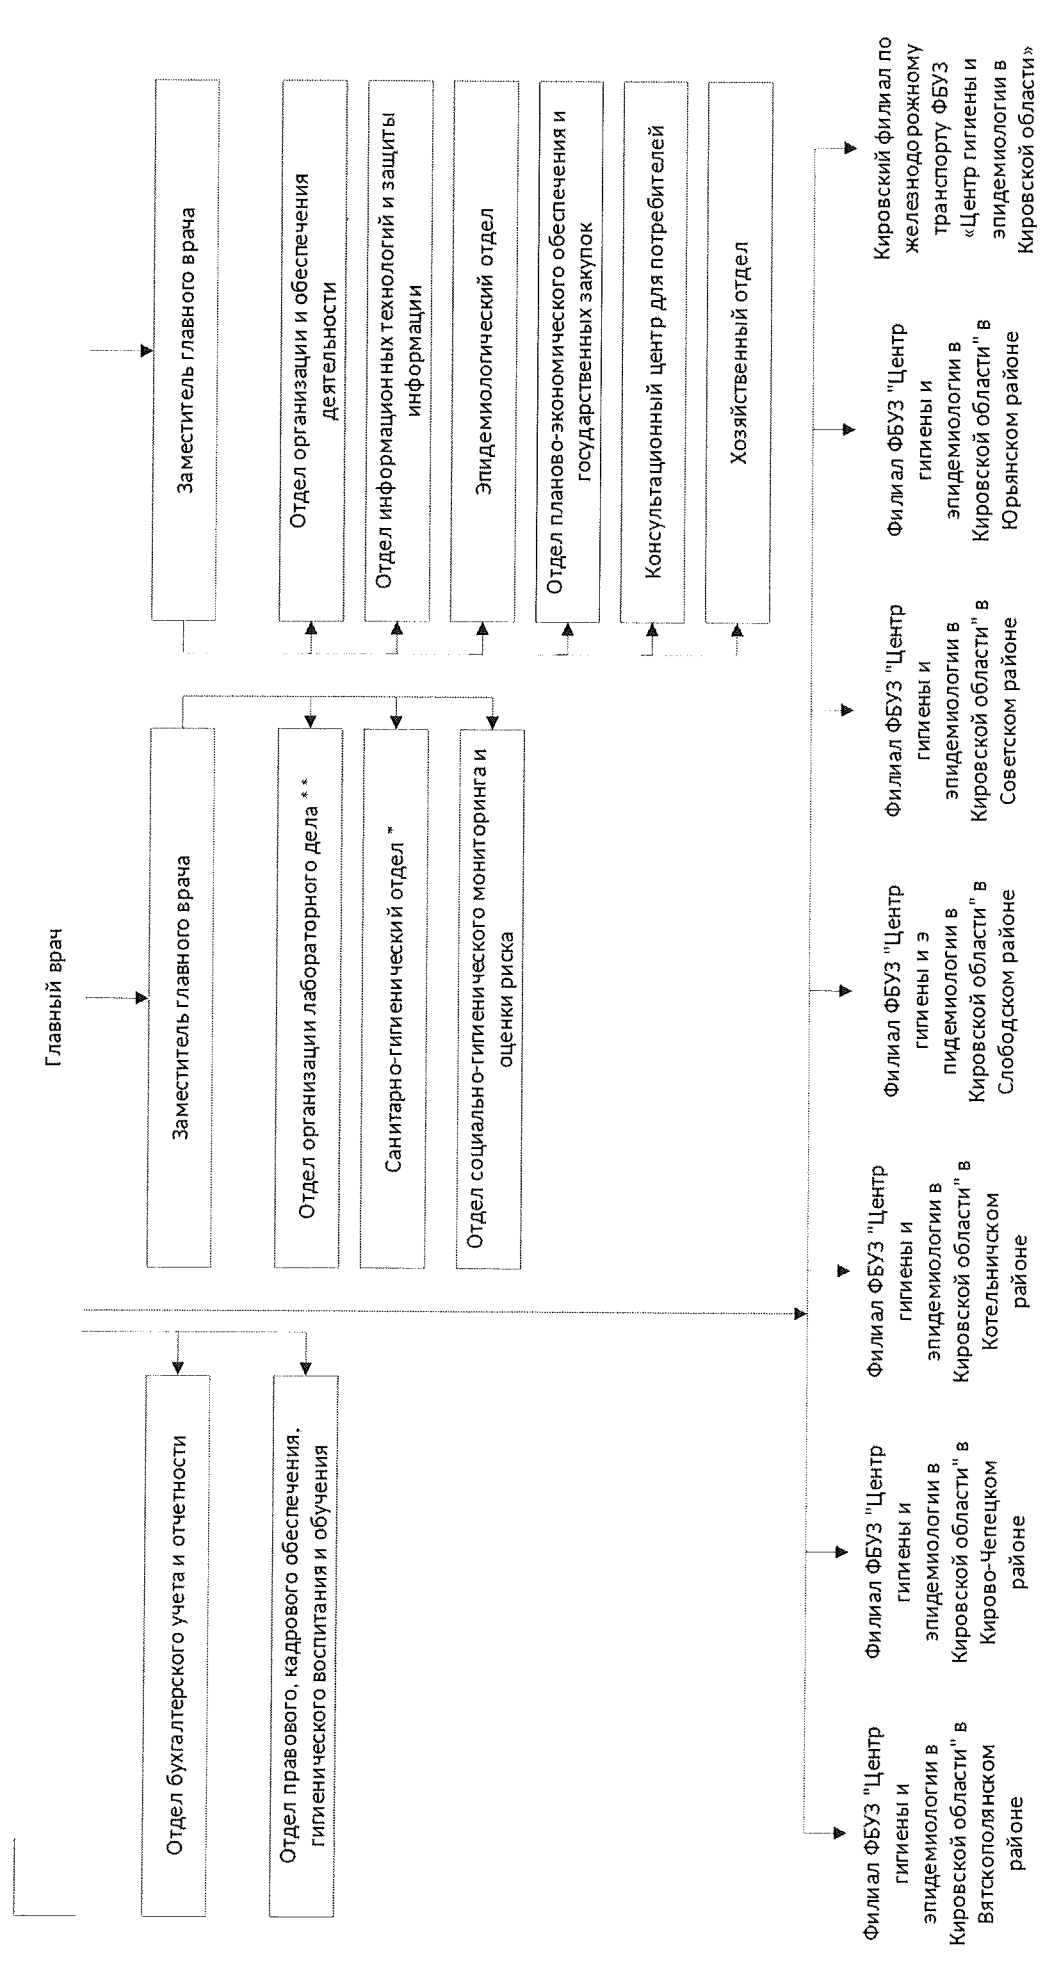 Главный врач
Отдел бухгалтерского учета и отчетности
Отдел правового, кадрового обеспечения,
гигиенического воспитания и обучения
Заместитель главного врача
Отдел организации лабораторного дела **
Санитарно-гигиенический отдел *
Отдел социально-гигиенического мониторинга и
оценки риска
Заместитель главного врача
Отдел организации и обеспечения
деятельности
Отдел информационных технологий и защиты
информации
Эпидемиологический отдел
Отдел планово-экономического обеспечения и
государственных закупок
Консультационный центр для потребителей
Хозяйственный отдел
Филиал ФБУЗ "Центр
гигиены и
эпидемиологии в
Кировской области" в
Вятскополянском
районе
Филиал ФБУЗ "Центр
гигиены и
эпидемиологии в
Кировской области" в
Кирово-Чепецком
районе
Филиал ФБУЗ "Центр
гигиены и
эпидемиологии в
Кировской области" в
Котельничском
районе
Филиал ФБУЗ "Центр
гигиены и э
пидемиологии в
Кировской области" в
Слободском районе
Филиал ФБУЗ "Центр
гигиены и
эпидемиологии в
Кировской области" в
Советском районе
Филиал ФБУЗ "Центр
гигиены и
эпидемиологии в
Кировской области" в
Юрьянском районе
Кировский филиал по
железнодорожному
транспорту ФБУЗ
«Центр гигиены и
эпидемиологии в
Кировской области»